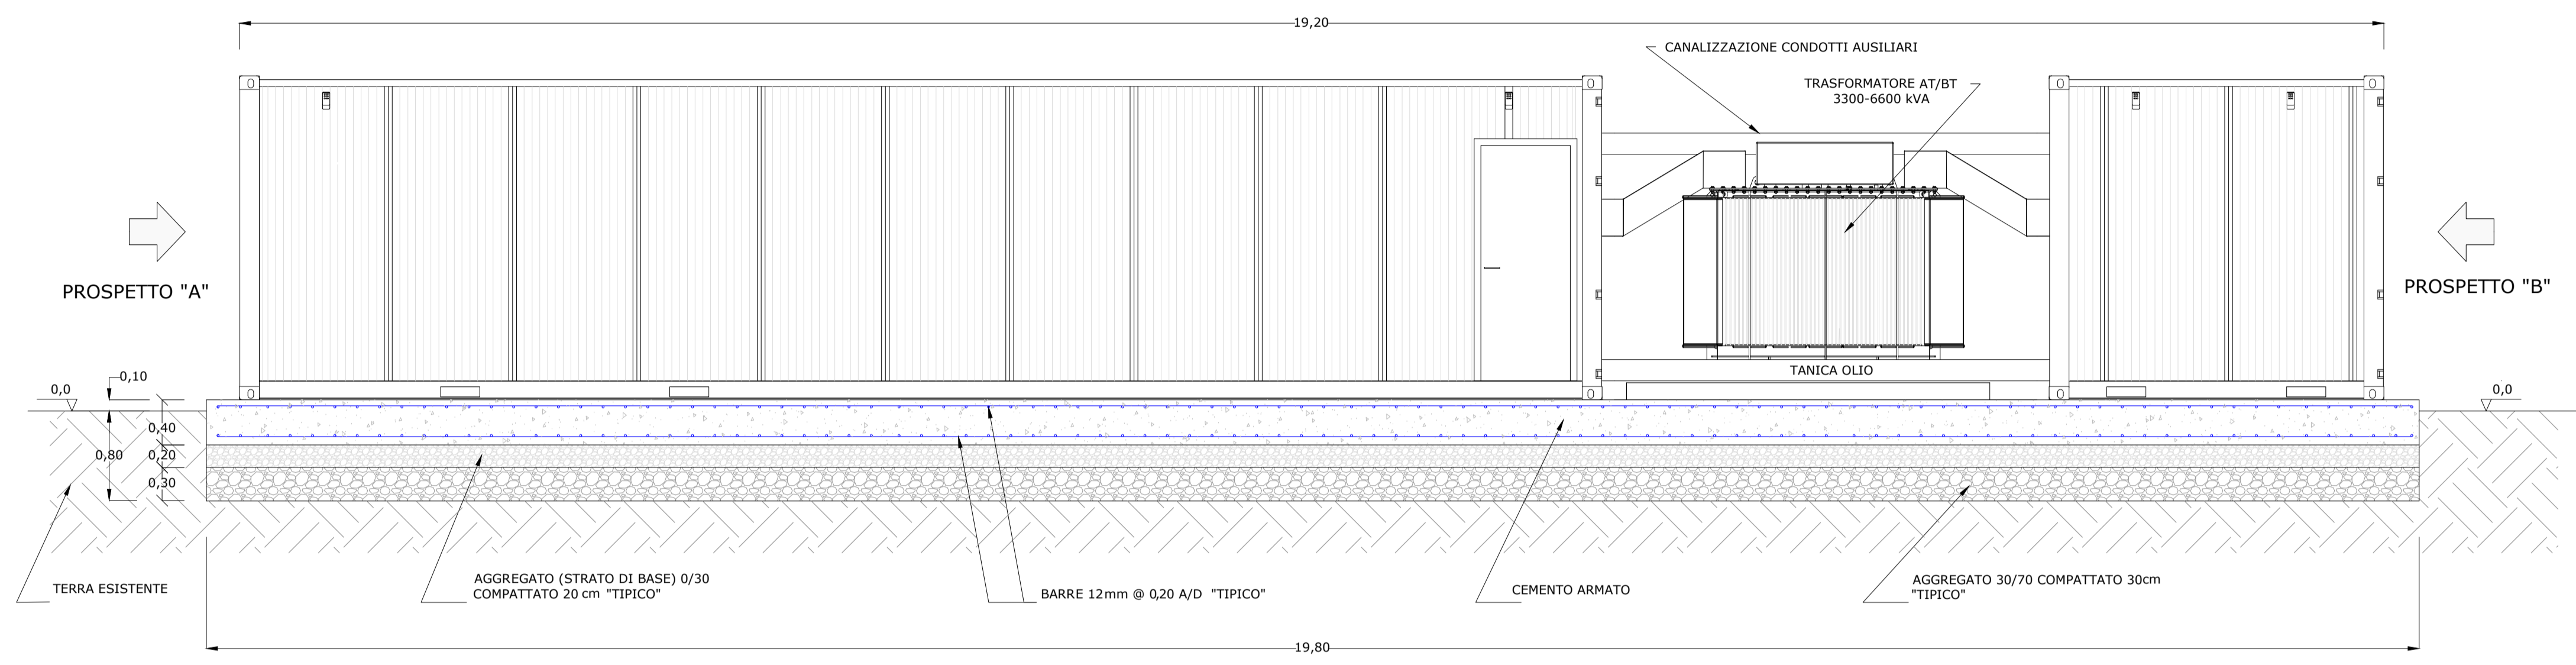 19,20
CANALIZZAZIONE CONDOTTI AUSILIARI
TRASFORMATORE AT/BT
3300-6600 kVA
PROSPETTO "A"
PROSPETTO "B"
TANICA OLIO
0,10
0,0
0,0
0,40
0,80
0,20
0,30
TERRA ESISTENTE
AGGREGATO (STRATO DI BASE) 0/30
COMPATTATO 20 cm "TIPICO"
BARRE 12mm @ 0,20 A/D "TIPICO"
CEMENTO ARMATO
AGGREGATO 30/70 COMPATTATO 30cm
"TIPICO"
19,80